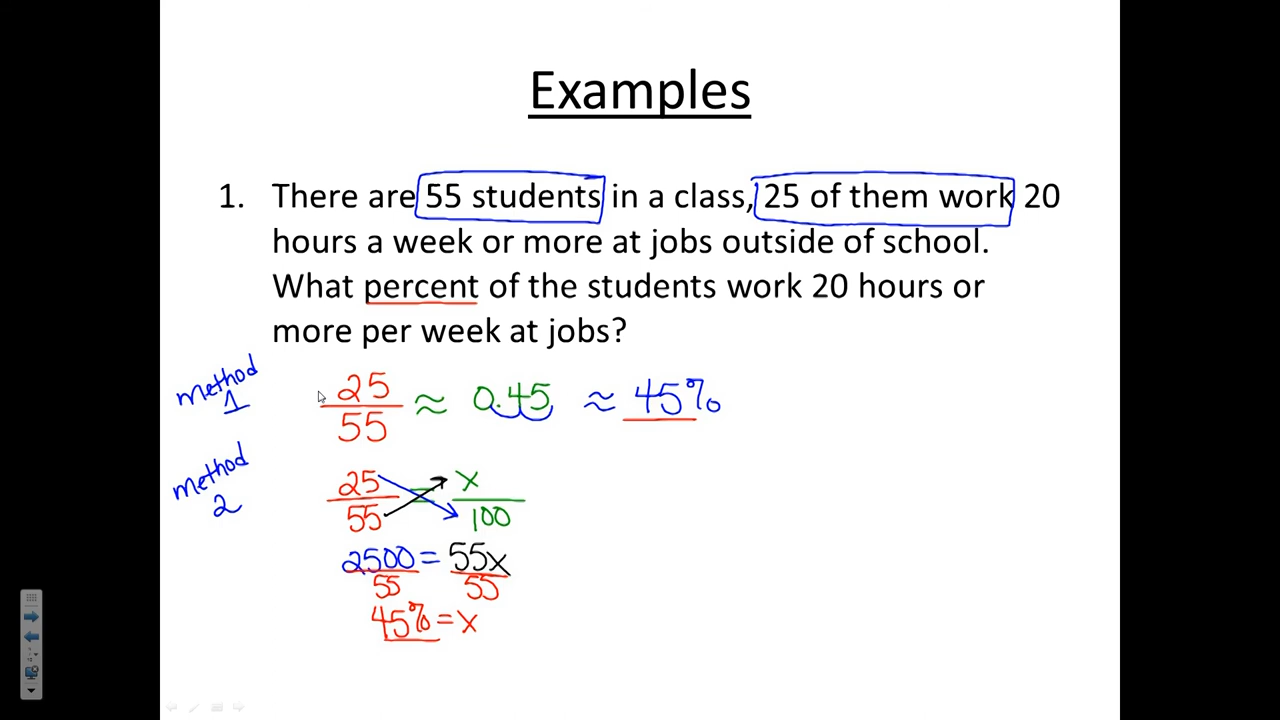 Examples
1. There are 55 students in a class, 25 of them work 20
hours a week or more at jobs outside of school.
What percent of the students work 20 hours or
more per week at jobs?
method 1
25/55 ≈ 0.45 ≈ 45%
method 2
25/55 = x/100
2500/55 = 55x/55
45% = x